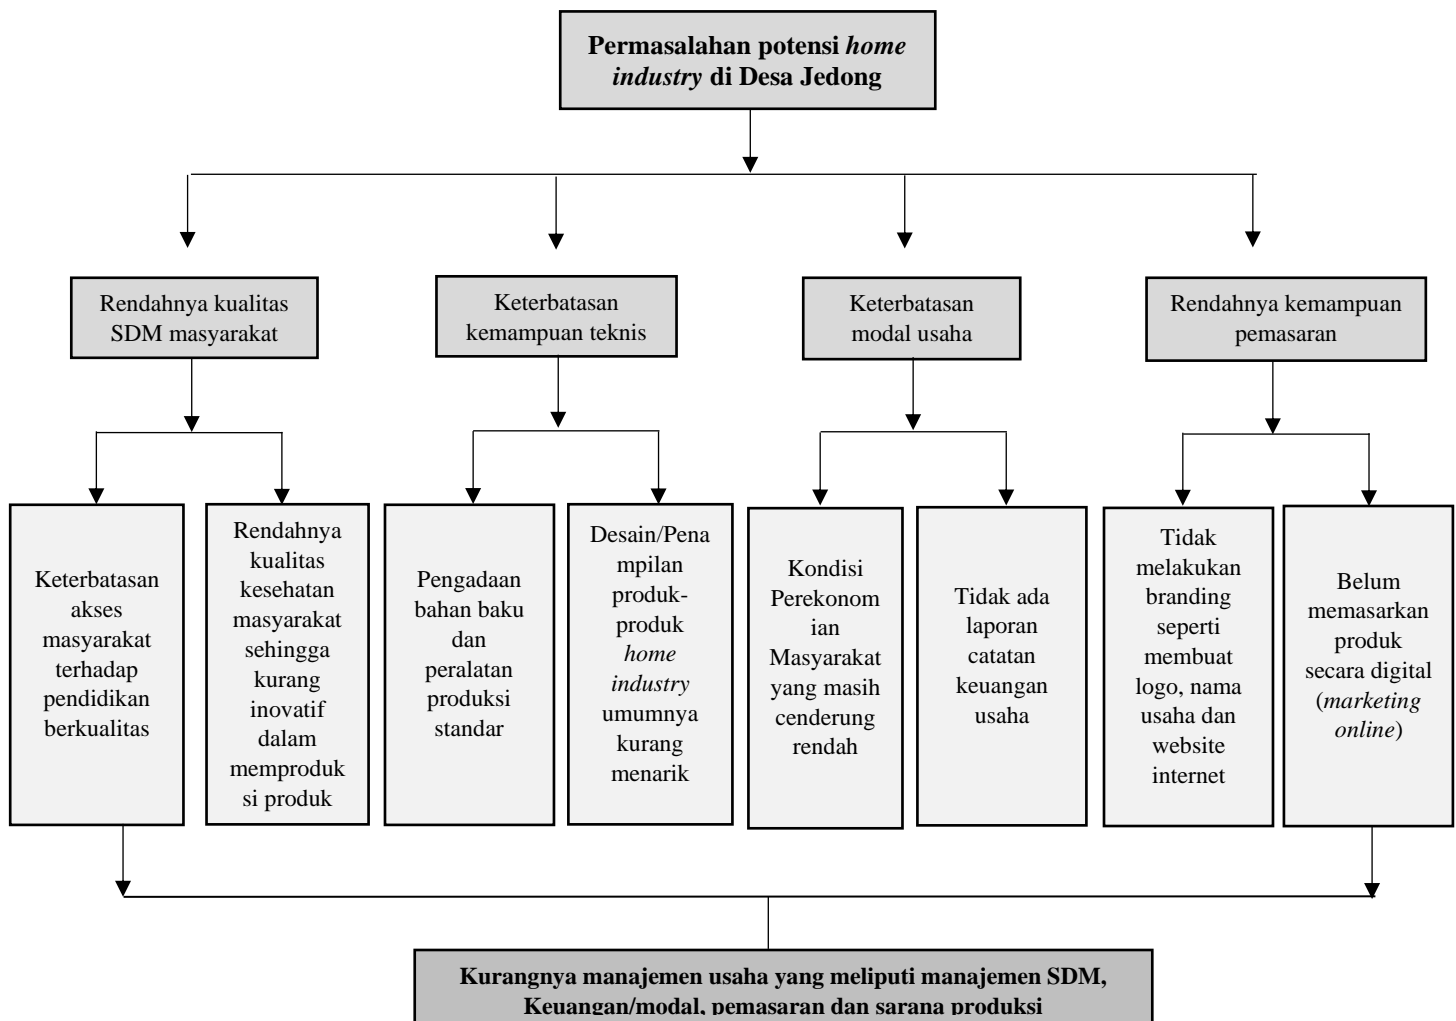 Permasalahan potensi home
industry di Desa Jedong
Rendahnya kualitas
SDM masyarakat
Keterbatasan
kemampuan teknis
Keterbatasan
modal usaha
Rendahnya kemampuan
pemasaran
Keterbatasan
akses
masyarakat
terhadap
pendidikan
berkualitas
Rendahnya
kualitas
kesehatan
masyarakat
sehingga
kurang
inovatif
dalam
memproduk
si produk
Pengadaan
bahan baku
dan
peralatan
produksi
standar
Desain/Pena
mpilan
produk-
produk
home
industry
umumnya
kurang
menarik
Kondisi
Perekonom
ian
Masyarakat
yang masih
cenderung
rendah
Tidak ada
laporan
catatan
keuangan
usaha
Tidak
melakukan
branding
seperti
membuat
logo, nama
usaha dan
website
internet
Belum
memasarkan
produk
secara digital
(marketing
online)
Kurangnya manajemen usaha yang meliputi manajemen SDM,
Keuangan/modal, pemasaran dan sarana produksi